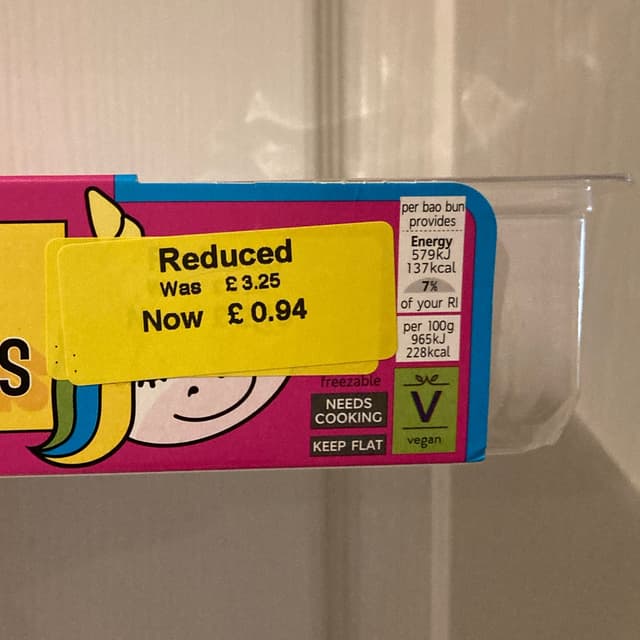 S
Reduced
Was £3.25
Now £0.94
per bao bun
provides
Energy
579kJ
137kcal
7%
of your RI
per 100g
965kJ
228kcal
freezable
NEEDS
COOKING
KEEP FLAT
V
vegan